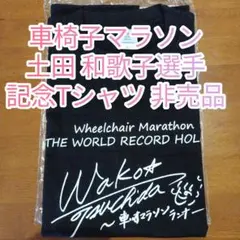 車椅子マラソン
土田 和歌子選手
記念Tシャツ 非売品
Wheelchair Marathon
THE WORLD RECORD HOL
Wako
Tsuchida
～車いすマラソンランナー～